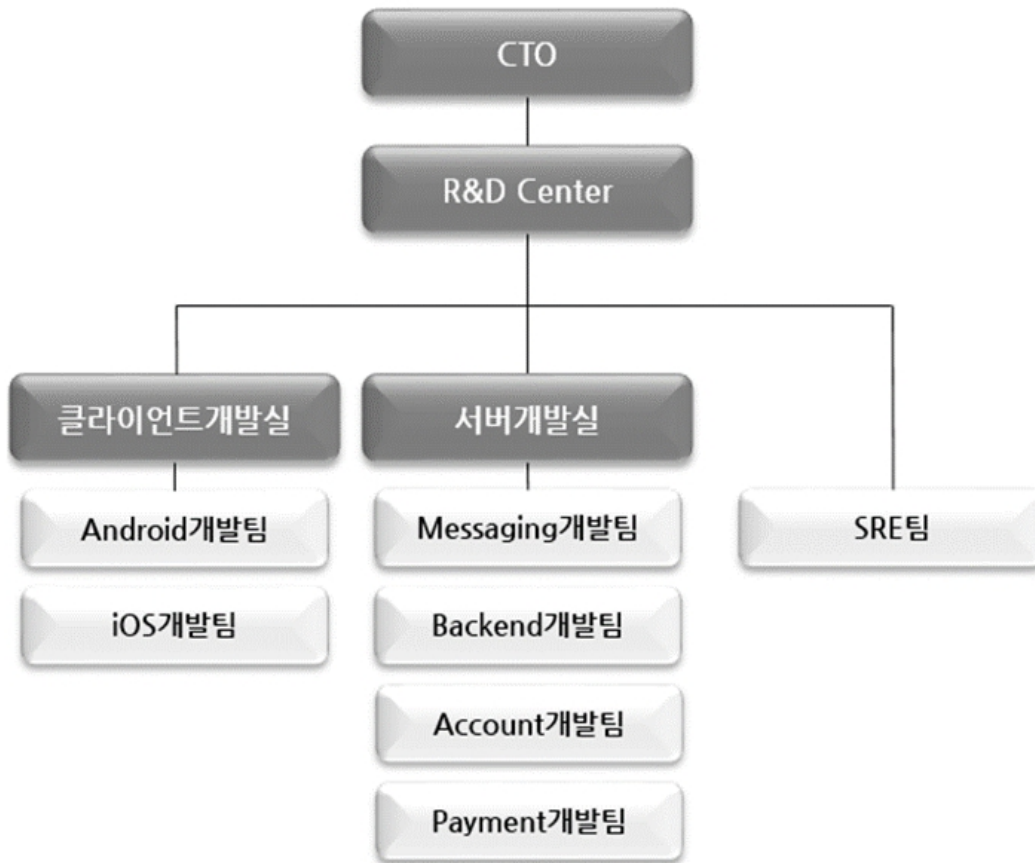 CTO
R&D Center
클라이언트개발실
서버개발실
Android개발팀
Messaging개발팀
SRE팀
iOS개발팀
Backend개발팀
Account개발팀
Payment개발팀